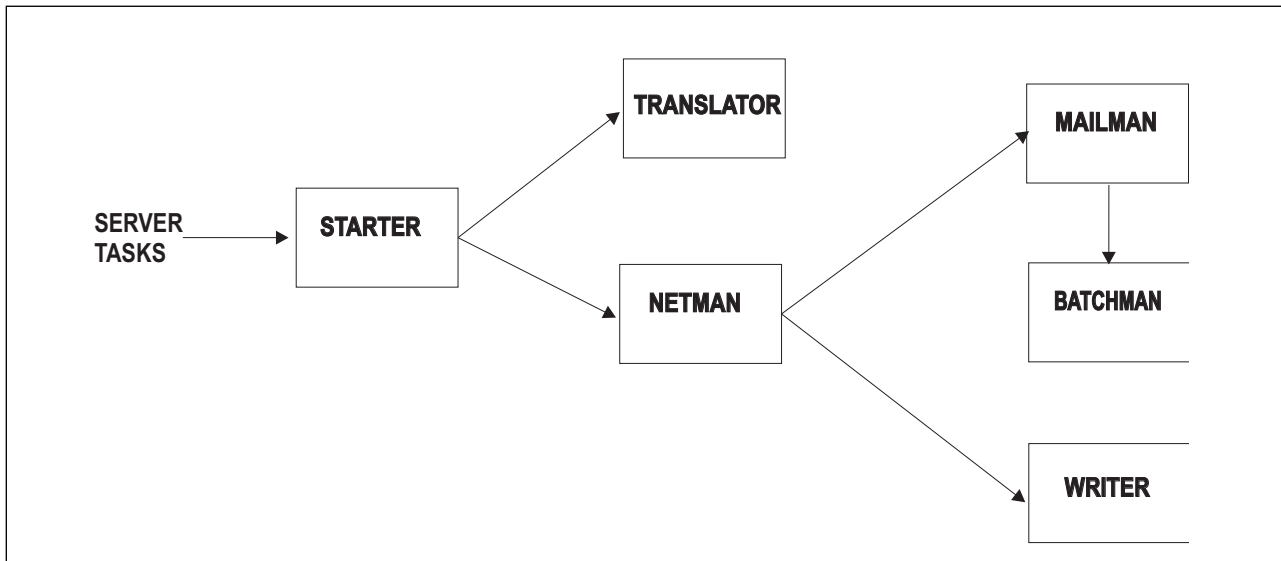 TRANSLATOR
MAILMAN
SERVER
TASKS
STARTER
NETMAN
BATCHMAN
WRITER